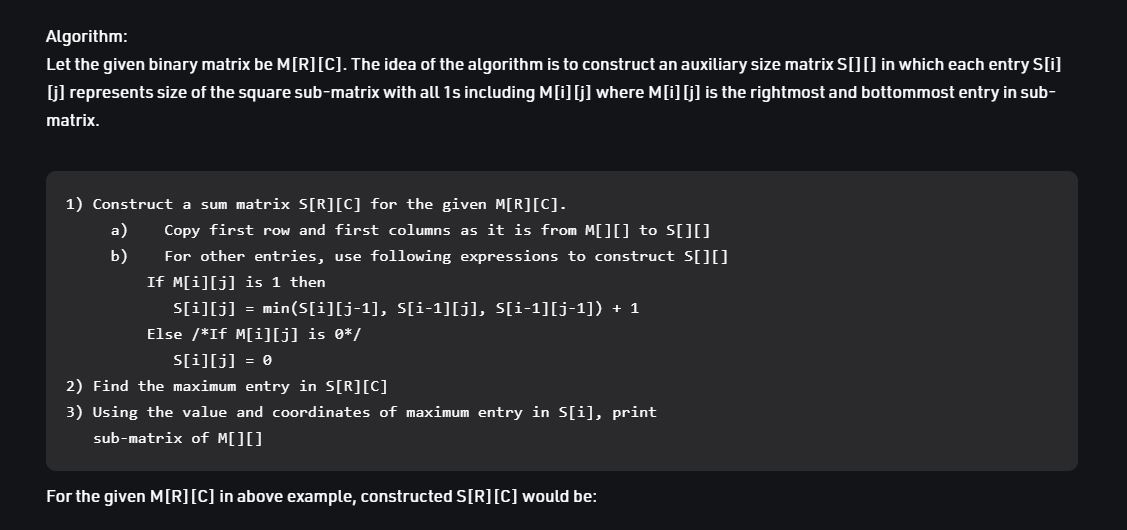 Algorithm:
Let the given binary matrix be M[R][C]. The idea of the algorithm is to construct an auxiliary size matrix S[][] in which each entry S[i]
[j] represents size of the square sub-matrix with all 1s including M[i][j] where M[i][j] is the rightmost and bottommost entry in sub-
matrix.
1) Construct a sum matrix S[R][C] for the given M[R][C].
a) Copy first row and first columns as it is from M[][] to S[][]
b) For other entries, use following expressions to construct S[][]
If M[i][j] is 1 then
S[i][j] = min(S[i][j-1], S[i-1][j], S[i-1][j-1]) + 1
Else /*If M[i][j] is 0*/
S[i][j] = 0
2) Find the maximum entry in S[R][C]
3) Using the value and coordinates of maximum entry in S[i], print
sub-matrix of M[][]
For the given M[R][C] in above example, constructed S[R][C] would be: